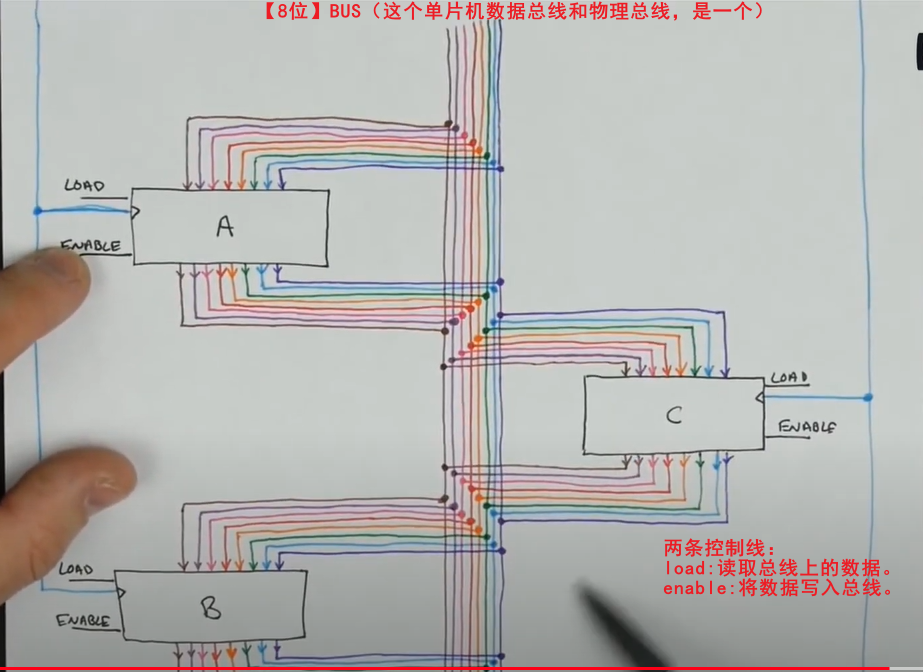 【8位】BUS（这个单片机数据总线和物理总线，是一个）
LOAD
A
ENABLE
LOAD
C
ENABLE
两条控制线：
load:读取总线上的数据。
enable:将数据写入总线。
LOAD
B
ENABLE